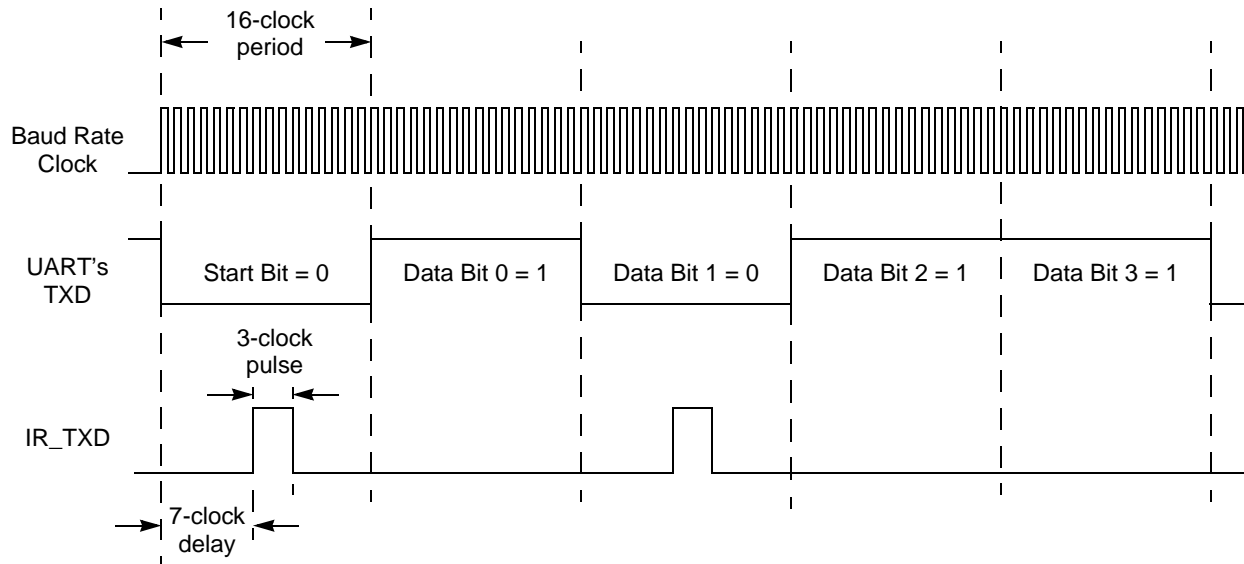 16-clock
period
Baud Rate
Clock
UART's
TXD
Start Bit = 0
Data Bit 0 = 1
Data Bit 1 = 0
Data Bit 2 = 1
Data Bit 3 = 1
3-clock
pulse
IR_TXD
7-clock
delay